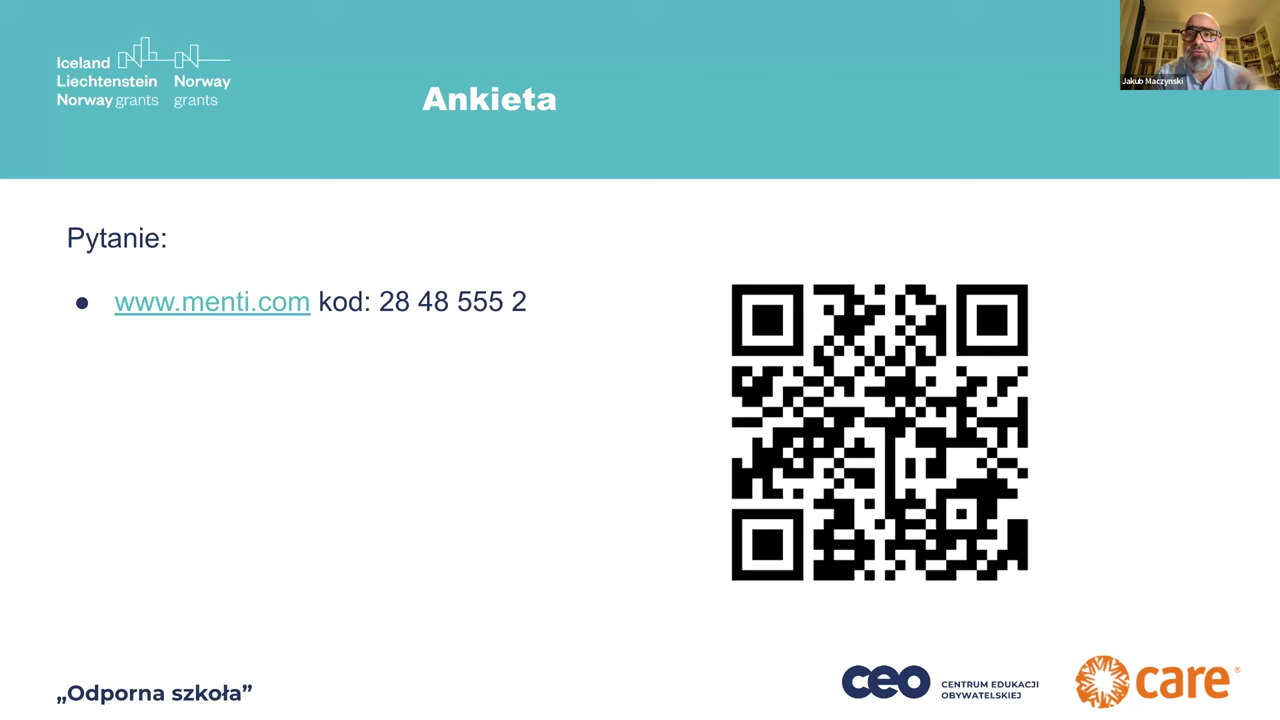 Iceland
Liechtenstein Norway
Norway grants grants
Ankieta
Jakub Maczynski
Pytanie:
● www.menti.com kod: 28 48 555 2
„Odporna szkoła”
ceo CENTRUM EDUKACJI
OBYWATELSKIEJ
care®